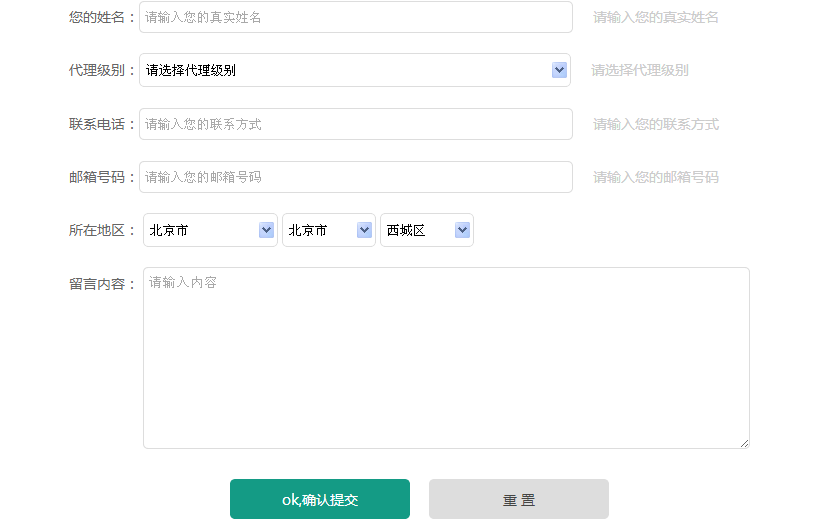 您的姓名： 请输入您的真实姓名 请输入您的真实姓名
代理级别： 请选择代理级别 请选择代理级别
联系电话： 请输入您的联系方式 请输入您的联系方式
邮箱号码： 请输入您的邮箱号码 请输入您的邮箱号码
所在地区： 北京市 北京市 西城区
留言内容： 请输入内容
ok,确认提交 重 置